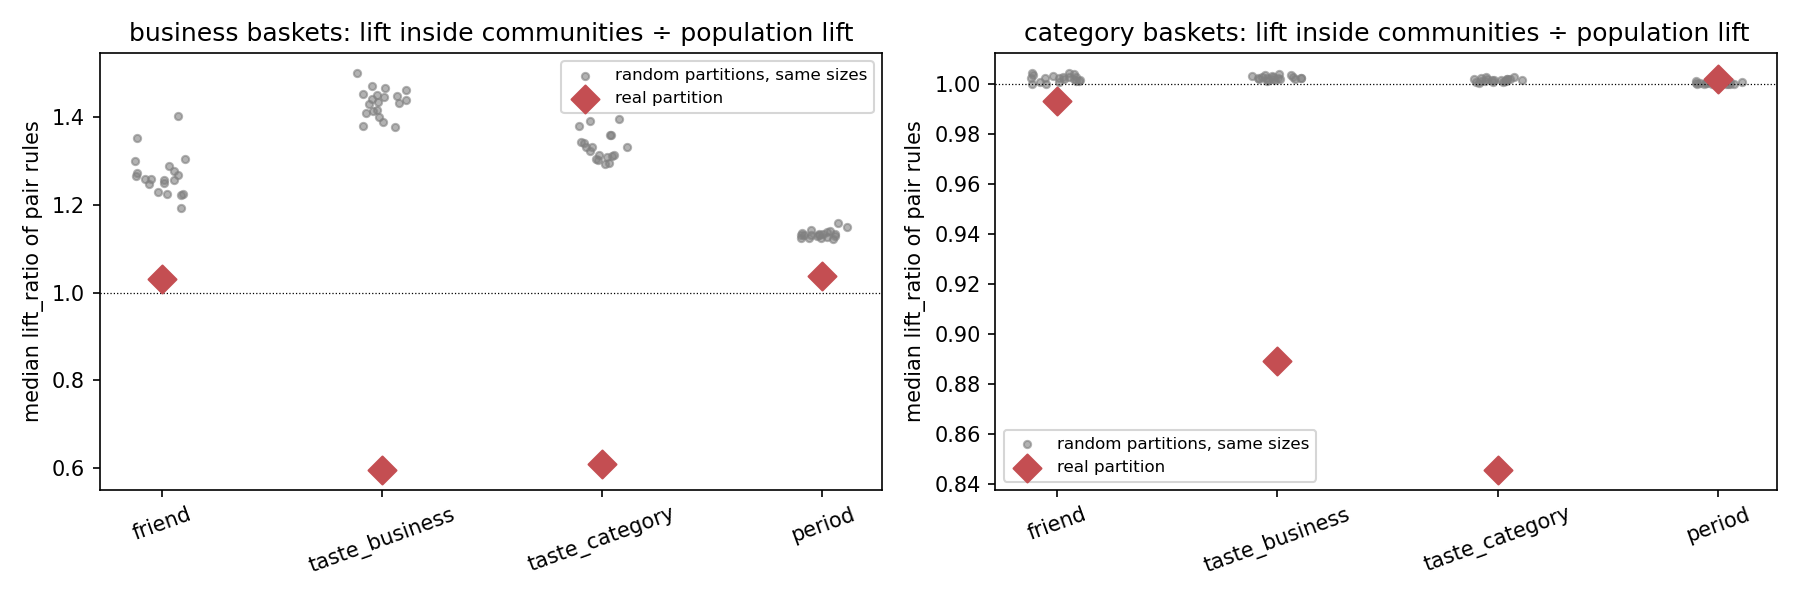 business baskets: lift inside communities ÷ population lift
median lift_ratio of pair rules
1.4
1.2
1.0
0.8
0.6
random partitions, same sizes
real partition
friend
taste_business
taste_category
period
category baskets: lift inside communities ÷ population lift
median lift_ratio of pair rules
1.00
0.98
0.96
0.94
0.92
0.90
0.88
0.86
0.84
random partitions, same sizes
real partition
friend
taste_business
taste_category
period